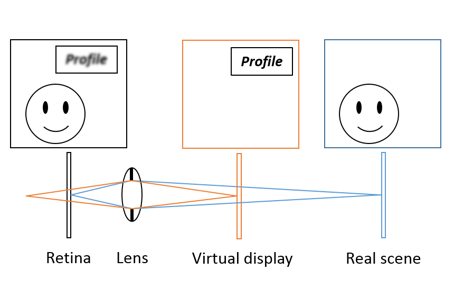 Profile
Profile
Retina
Lens
Virtual display
Real scene